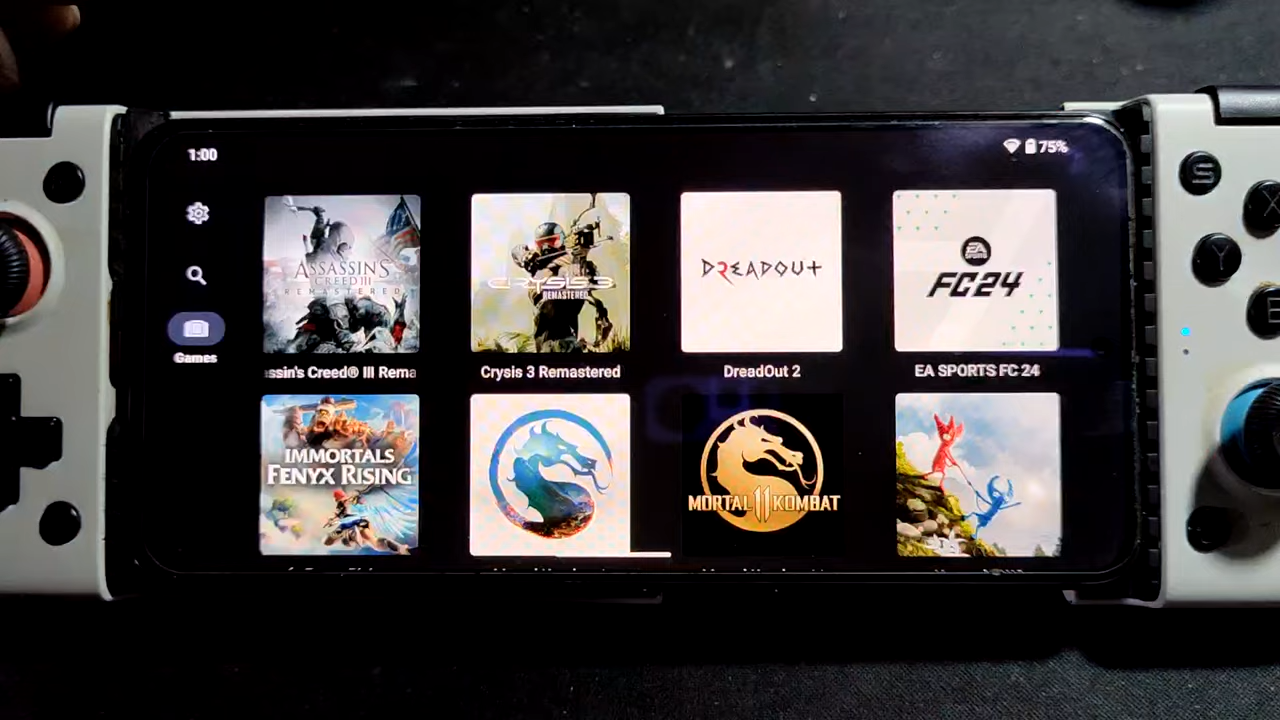 1:00
75%
ASSASSIN'S
CREED III
REMASTERED
CRYSIS 3
REMASTERED
DREADOUT
EA
SPORTS
FC24
Games
ssin's Creed® III Rema
Crysis 3 Remastered
DreadOut 2
EA SPORTS FC 24
IMMORTALS
FENYX RISING
MORTAL 11 KOMBAT
S
X
Y